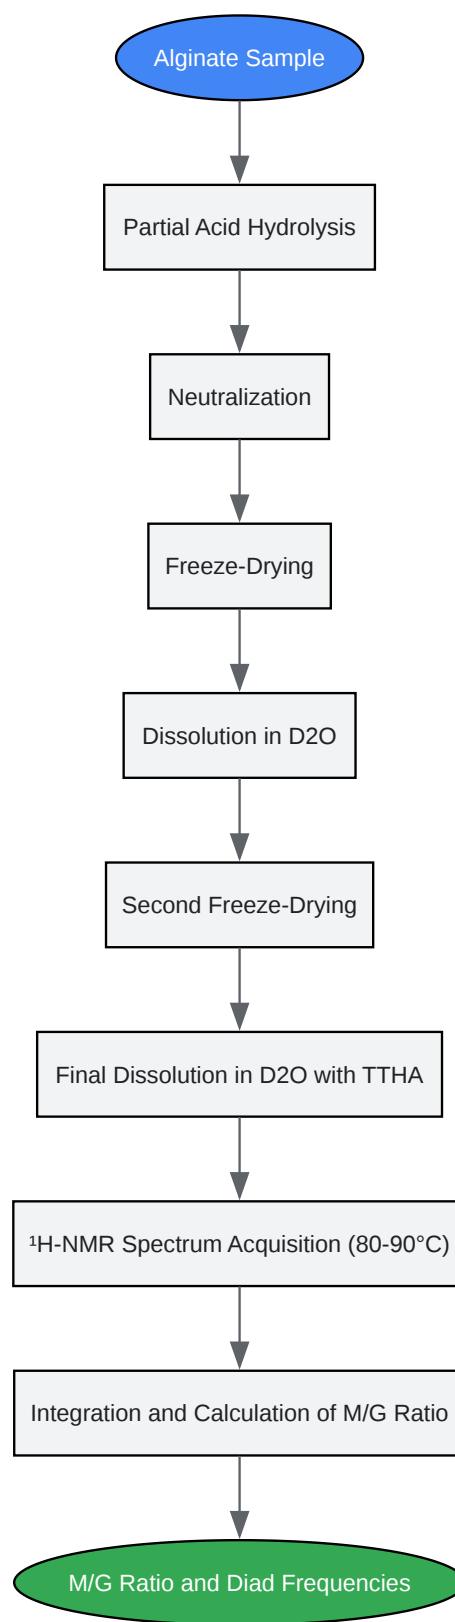 Alginate Sample
Partial Acid Hydrolysis
Neutralization
Freeze-Drying
Dissolution in D2O
Second Freeze-Drying
Final Dissolution in D2O with TTHA
¹H-NMR Spectrum Acquisition (80-90°C)
Integration and Calculation of M/G Ratio
M/G Ratio and Diad Frequencies